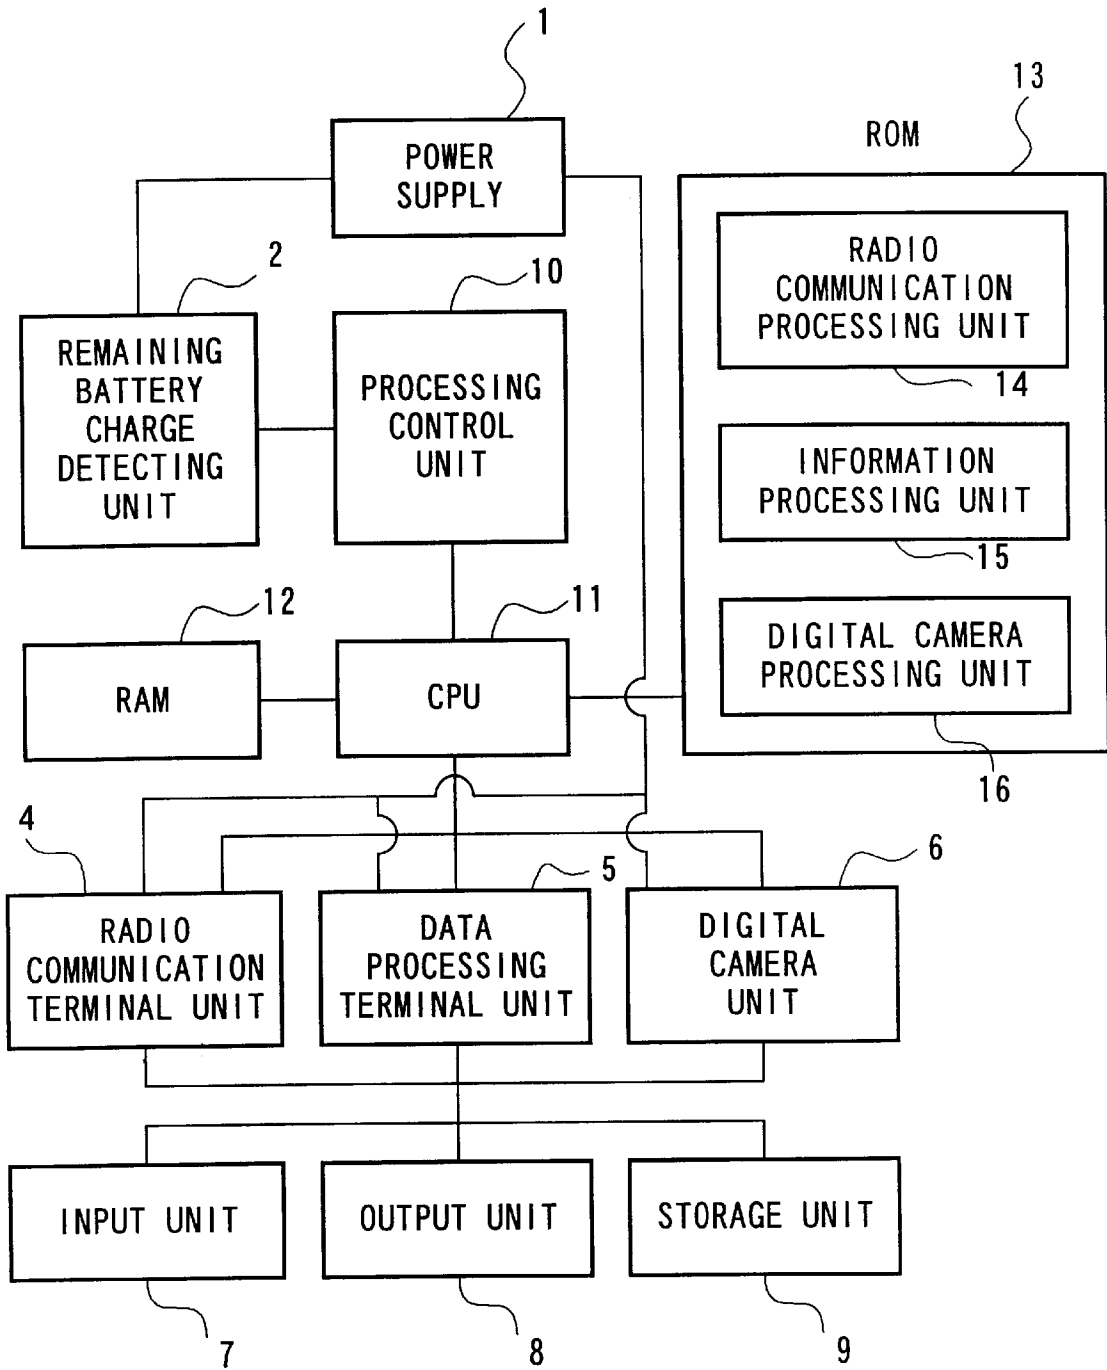 1
13
ROM
POWER
SUPPLY
2
10
RADIO
COMMUNICATION
PROCESSING UNIT
14
REMAINING
BATTERY
CHARGE
DETECTING
UNIT
PROCESSING
CONTROL
UNIT
INFORMATION
PROCESSING UNIT
15
12
11
DIGITAL CAMERA
PROCESSING UNIT
16
RAM
CPU
4
5
6
RADIO
COMMUNICATION
TERMINAL UNIT
DATA
PROCESSING
TERMINAL UNIT
DIGITAL
CAMERA
UNIT
INPUT UNIT
OUTPUT UNIT
STORAGE UNIT
7
8
9